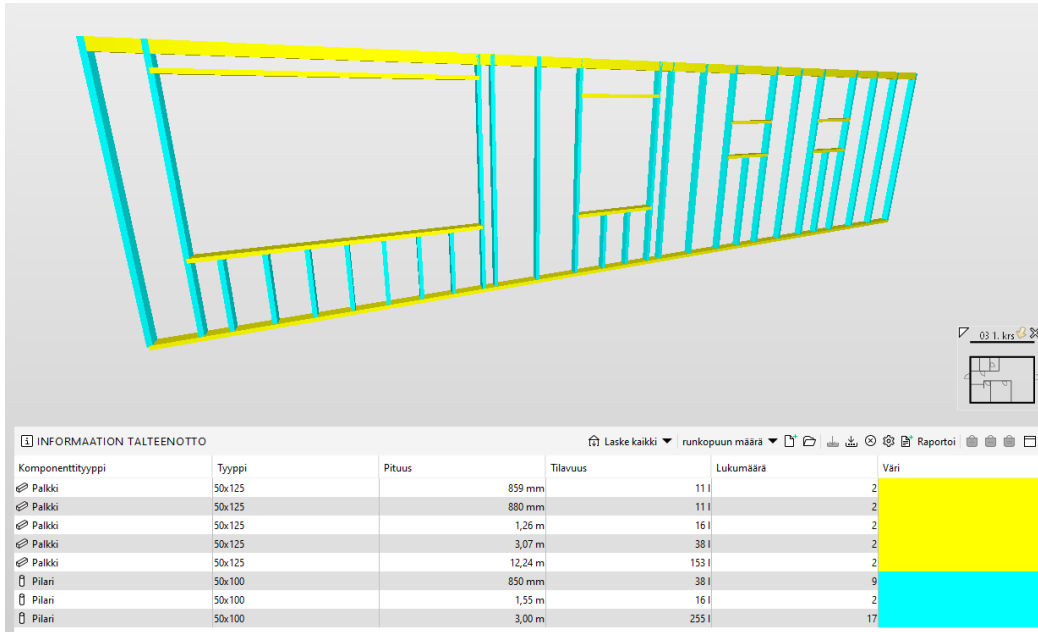 03 1. krs
INFORMAATION TALTEENOTTO Laske kaikki runkopuun määrä Raportoi
Komponenttityyppi Tyyppi Pituus Tilavuus Lukumäärä Väri
Palkki 50x125 859 mm 11 l 2
Palkki 50x125 880 mm 11 l 2
Palkki 50x125 1,26 m 16 l 2
Palkki 50x125 3,07 m 38 l 2
Palkki 50x125 12,24 m 153 l 2
Pilari 50x100 850 mm 38 l 9
Pilari 50x100 1,55 m 16 l 2
Pilari 50x100 3,00 m 255 l 17